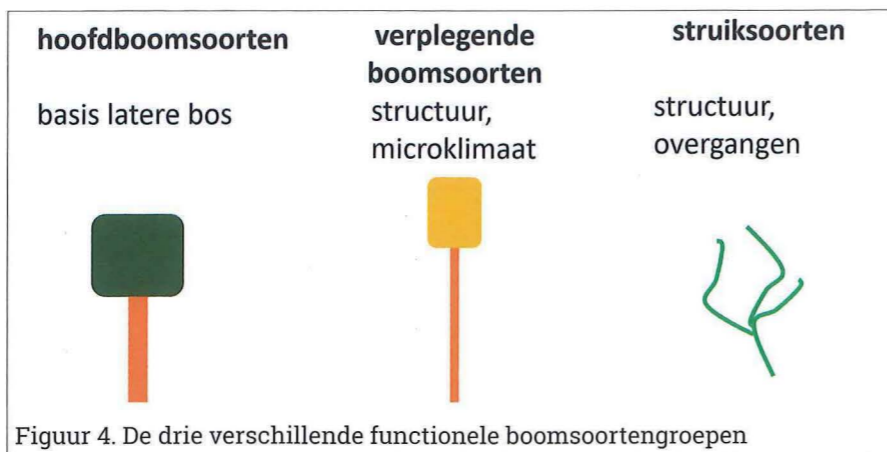 hoofdboomsoorten
basis latere bos
verplegende
boomsoorten
structuur,
microklimaat
struiksoorten
structuur,
overgangen
Figuur 4. De drie verschillende functionele boomsoortengroepen